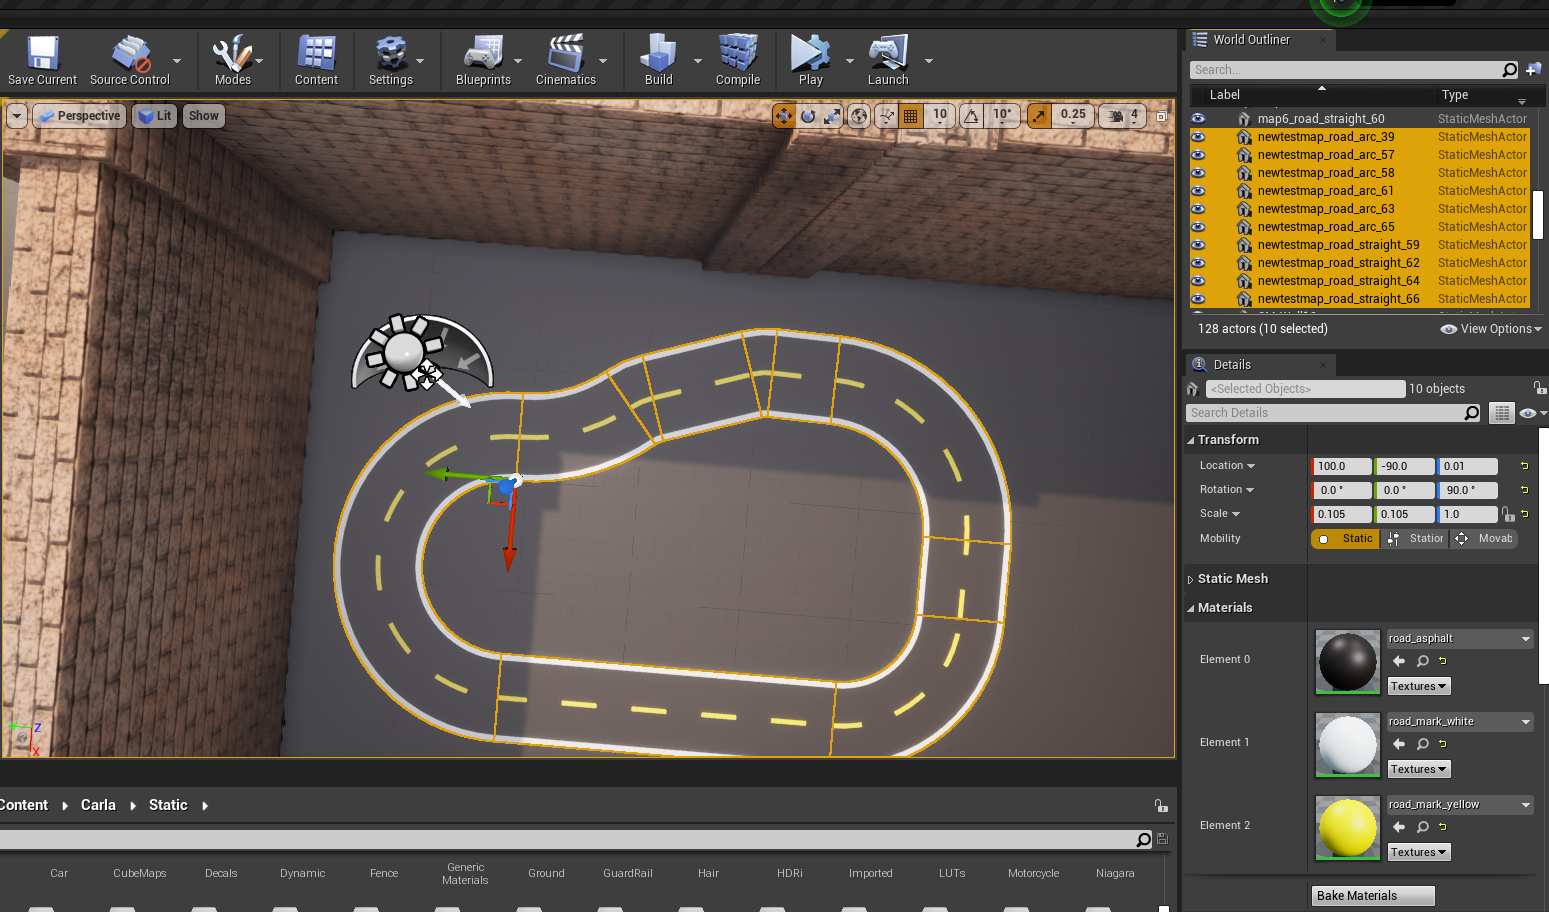 Save Current
Source Control
Modes
Content
Settings
Blueprints
Cinematics
Build
Compile
Play
Launch
Perspective
Lit
Show
10
10°
0.25
4
World Outliner
Search...
Label
Type
map6_road_straight_60 StaticMeshActor
newtestmap_road_arc_39 StaticMeshActor
newtestmap_road_arc_57 StaticMeshActor
newtestmap_road_arc_58 StaticMeshActor
newtestmap_road_arc_61 StaticMeshActor
newtestmap_road_arc_63 StaticMeshActor
newtestmap_road_arc_65 StaticMeshActor
newtestmap_road_straight_59 StaticMeshActor
newtestmap_road_straight_62 StaticMeshActor
newtestmap_road_straight_64 StaticMeshActor
newtestmap_road_straight_66 StaticMeshActor
128 actors (10 selected)
View Options
Details
<Selected Objects>
10 objects
Search Details
Transform
Location
100.0
-90.0
0.01
Rotation
0.0 °
0.0 °
90.0 °
Scale
0.105
0.105
1.0
Mobility
Static
Station
Movab
Static Mesh
Materials
Element 0
road_asphalt
Textures
Element 1
road_mark_white
Textures
Element 2
road_mark_yellow
Textures
Bake Materials
Z
X
Content
Carla
Static
Car
CubeMaps
Decals
Dynamic
Fence
Generic
Materials
Ground
GuardRail
Hair
HDRi
Imported
LUTs
Motorcycle
Niagara